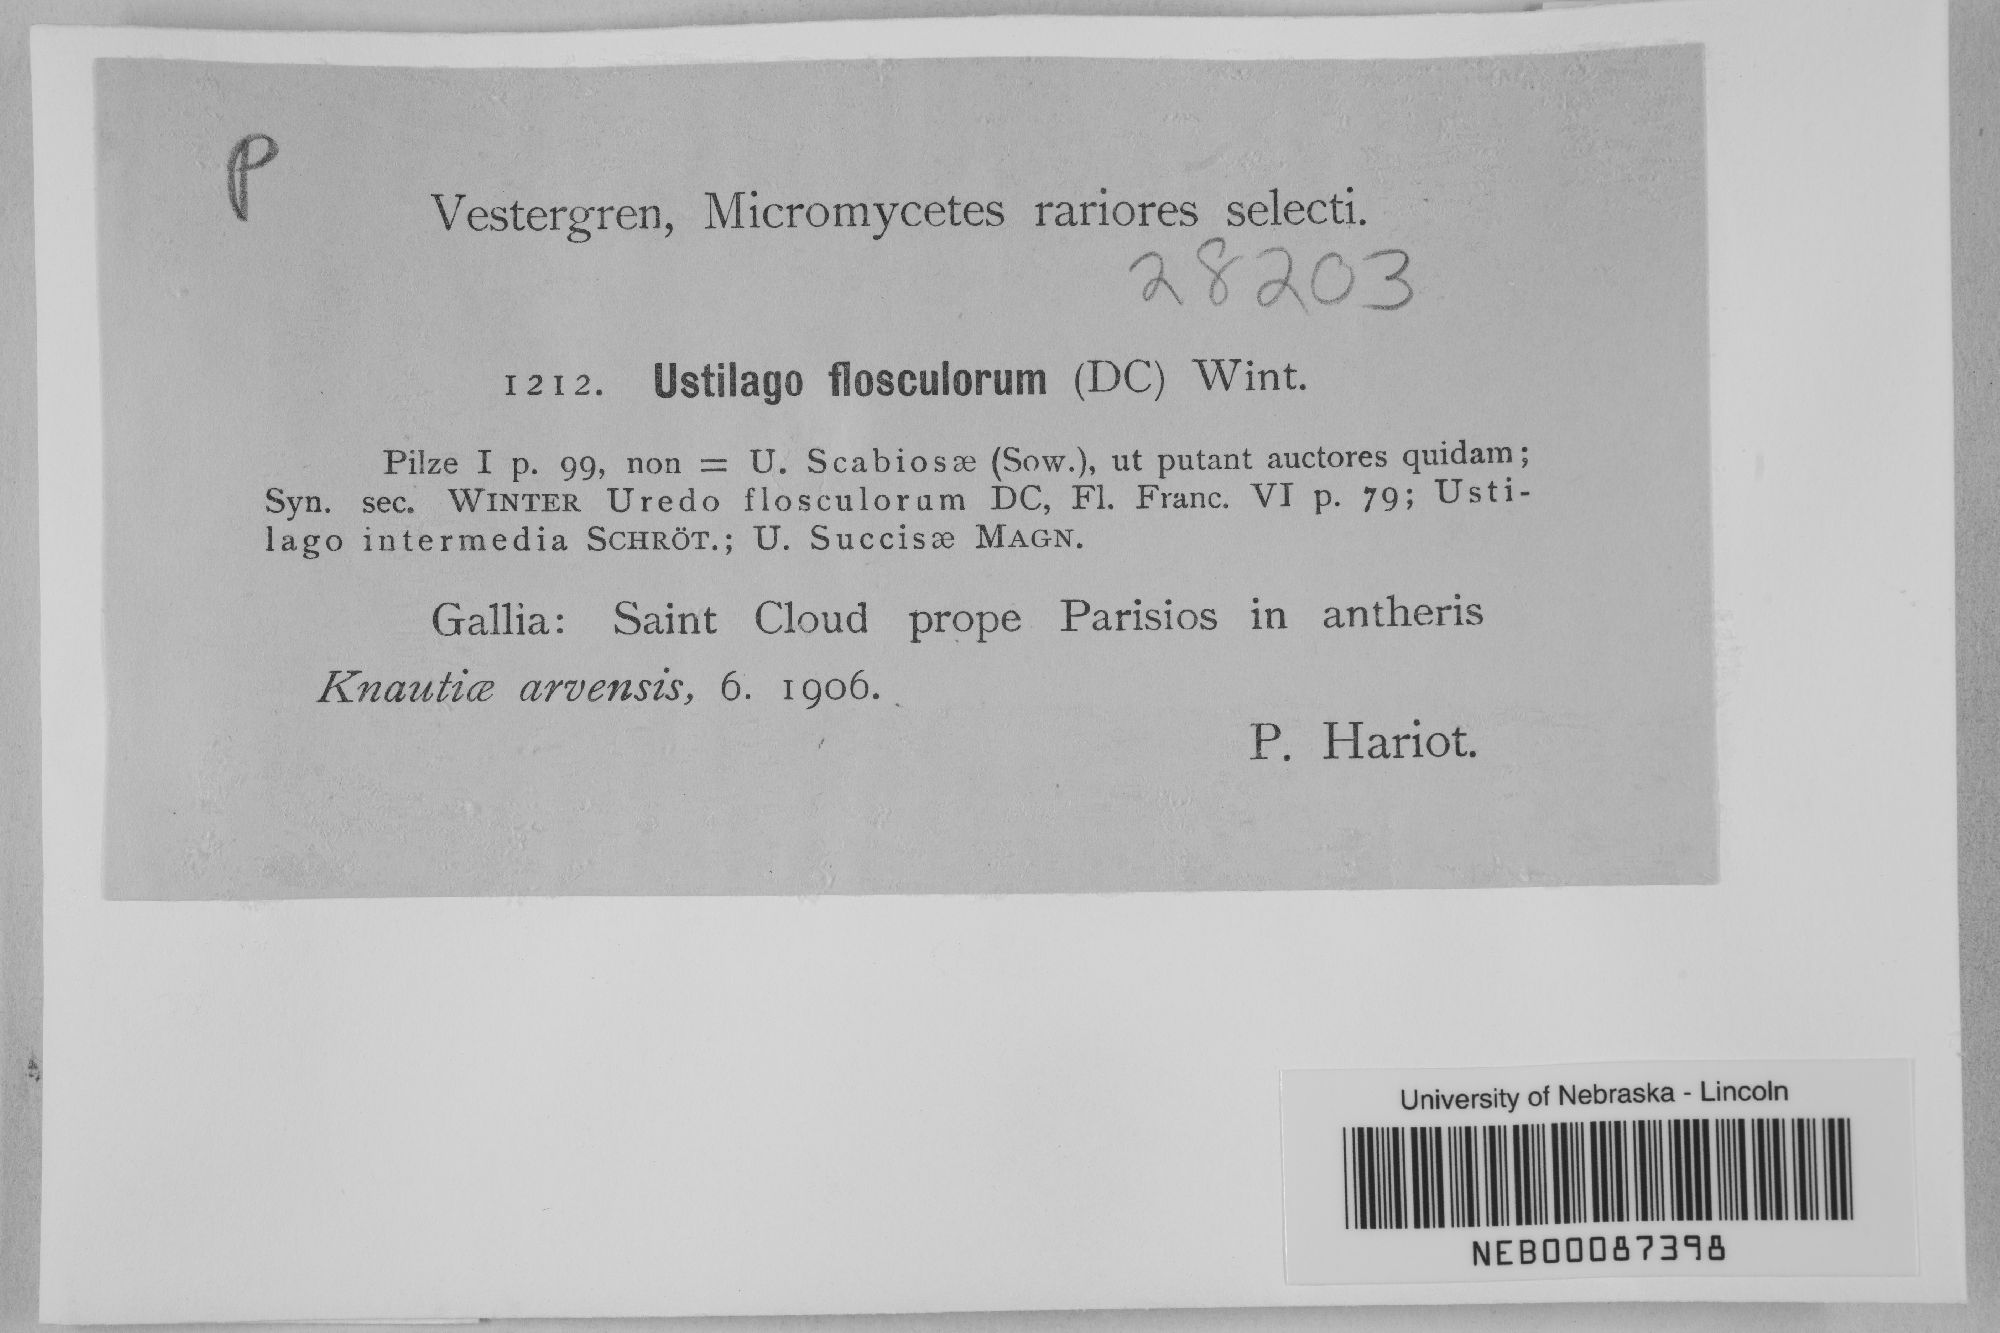 P
Vestergren, Micromycetes rariores selecti.
28203
1212. Ustilago flosculorum (DC) Wint.
Pilze I p. 99, non = U. Scabiosæ (Sow.), ut putant auctores quidam;
Syn. sec. WINTER Uredo flosculorum DC, Fl. Franc. VI p. 79; Usti-
lago intermedia SCHRÖT.; U. Succisæ MAGN.
Gallia: Saint Cloud prope Parisios in antheris
Knautiæ arvensis, 6. 1906.
P. Hariot.
University of Nebraska - Lincoln
NEB00087398